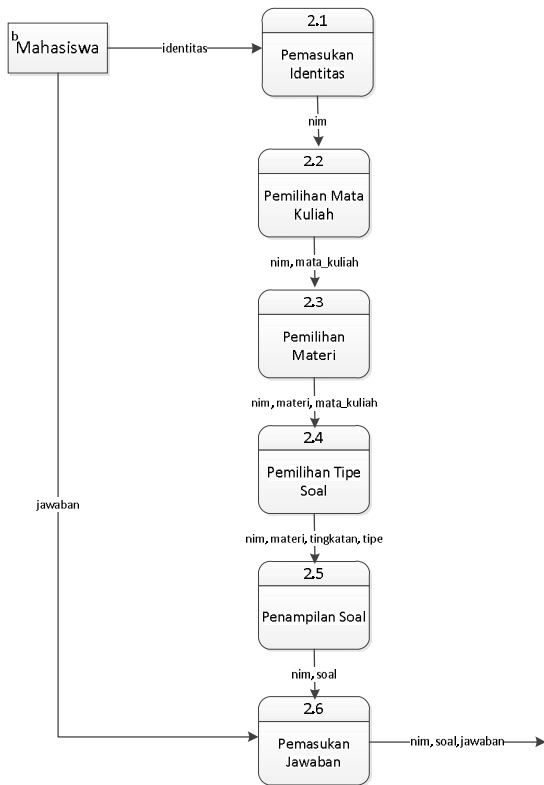 b
Mahasiswa
identitas
2.1
Pemasukan
Identitas
nim
2.2
Pemilihan Mata
Kuliah
nim, mata_kuliah
2.3
Pemilihan
Materi
nim, materi, mata_kuliah
2.4
Pemilihan Tipe
Soal
jawaban
nim, materi, tingkatan, tipe
2.5
Penampilan Soal
nim, soal
2.6
Pemasukan
Jawaban
nim, soal,jawaban